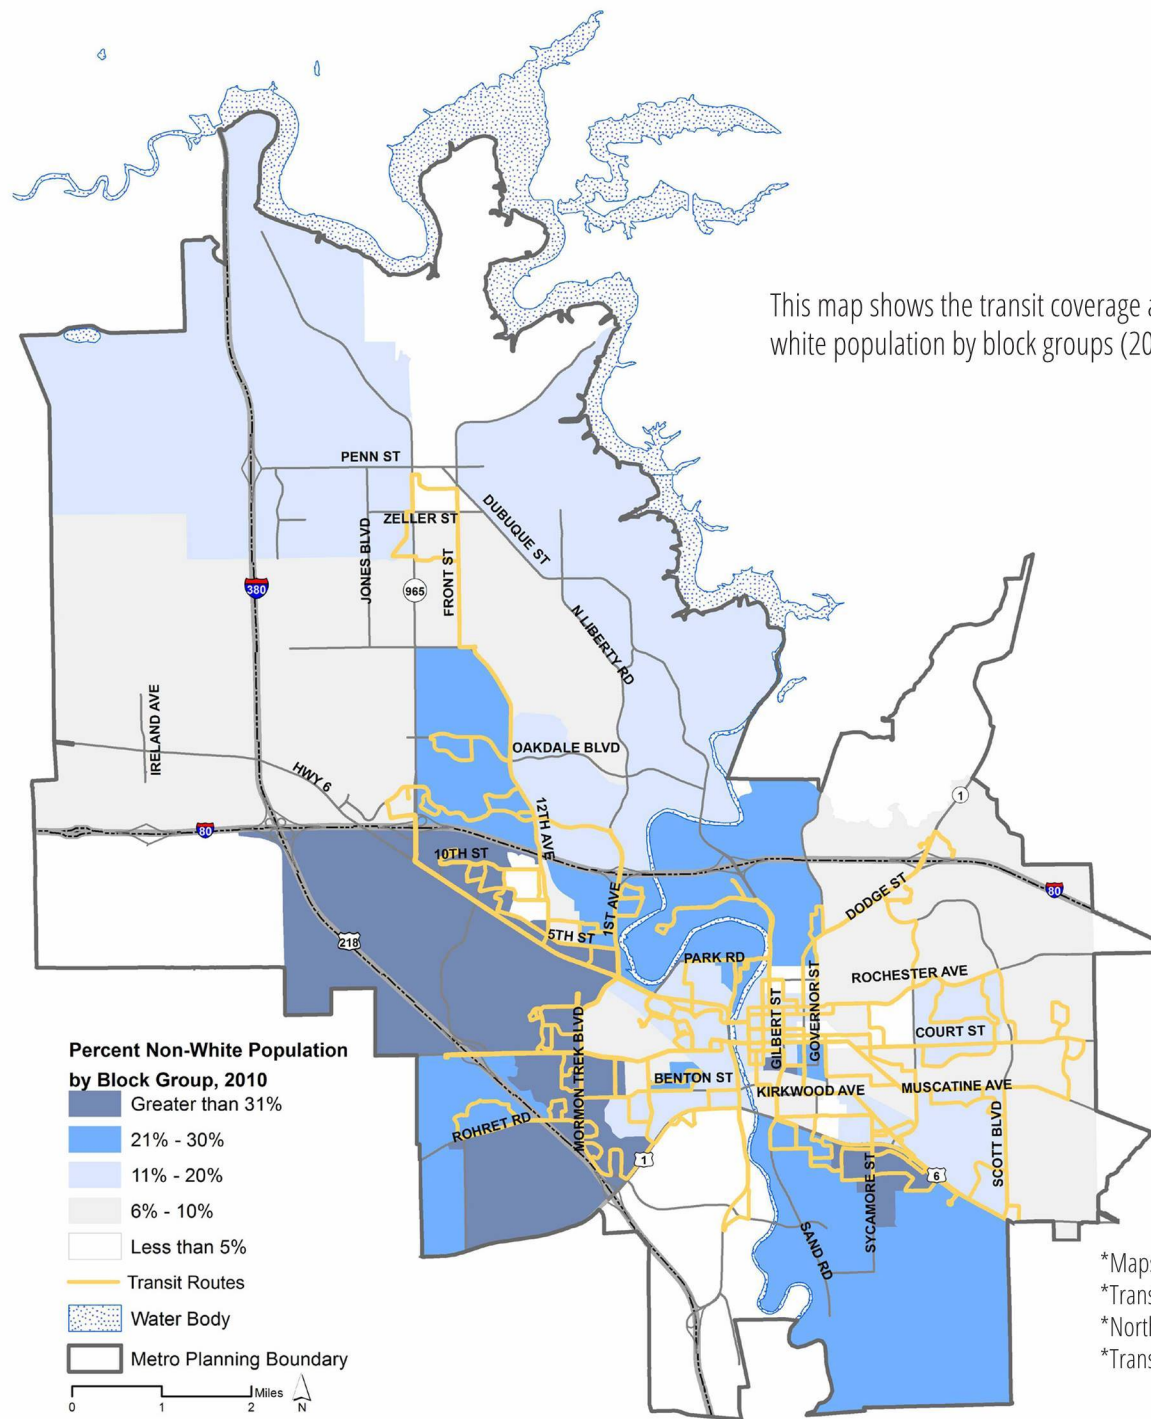 This map shows the transit coverage a
white population by block groups (20
PENN ST
ZELLER ST
DUBUQUE ST
JONES BLVD
FRONT ST
965
380
N LIBERTY RD
IRELAND AVE
OAKDALE BLVD
HWY 6
1
12TH AVE
80
10TH ST
80
DODGE ST
1ST AVE
218
5TH ST
PARK RD
ROCHESTER AVE
GILBERT ST
GOVERNOR ST
MORMON TREK BLVD
COURT ST
BENTON ST
KIRKWOOD AVE
MUSCATINE AVE
ROHRET RD
SCOTT BLVD
1
6
SYCAMORE ST
SAND RD
Percent Non-White Population
by Block Group, 2010
Greater than 31%
21% - 30%
11% - 20%
6% - 10%
Less than 5%
Transit Routes
Water Body
Metro Planning Boundary
Miles
0 1 2
N
*Maps
*Trans
*North
*Trans